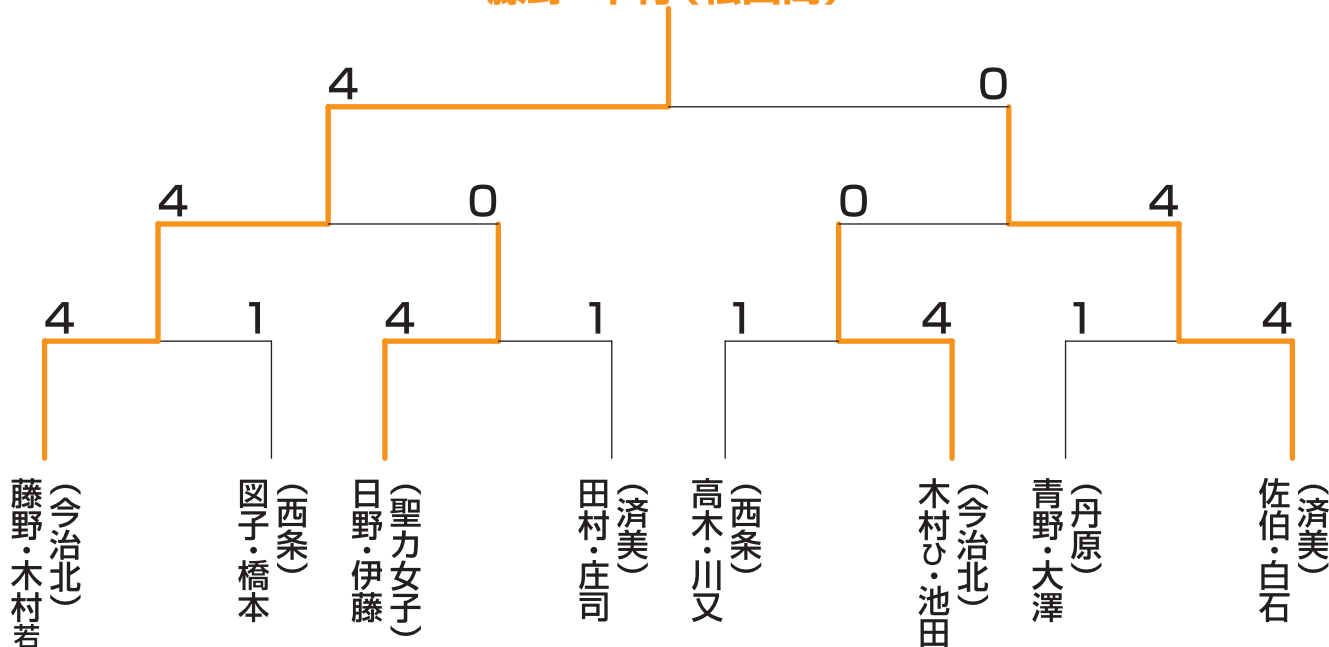 4
0
4
0
0
4
4
1
4
1
1
4
1
4
(今治北)
藤野・木村若
(西条)
図子・橋本
(聖カ女子)
日野・伊藤
(済美)
田村・庄司
(西条)
高木・川又
(今治北)
木村ひ・池田
(丹原)
青野・大澤
(済美)
佐伯・白石